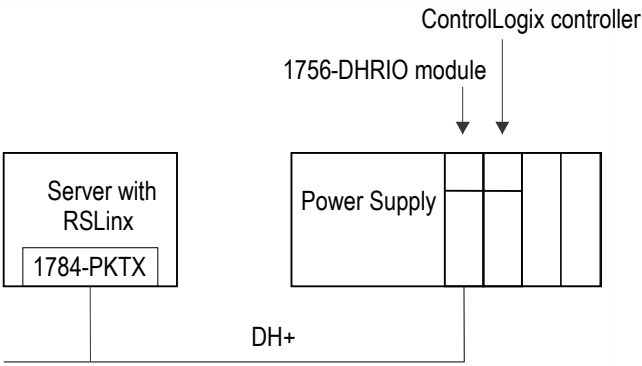 ControlLogix controller
1756-DHRIO module
Server with
RSLinx
1784-PKTX
Power Supply
DH+